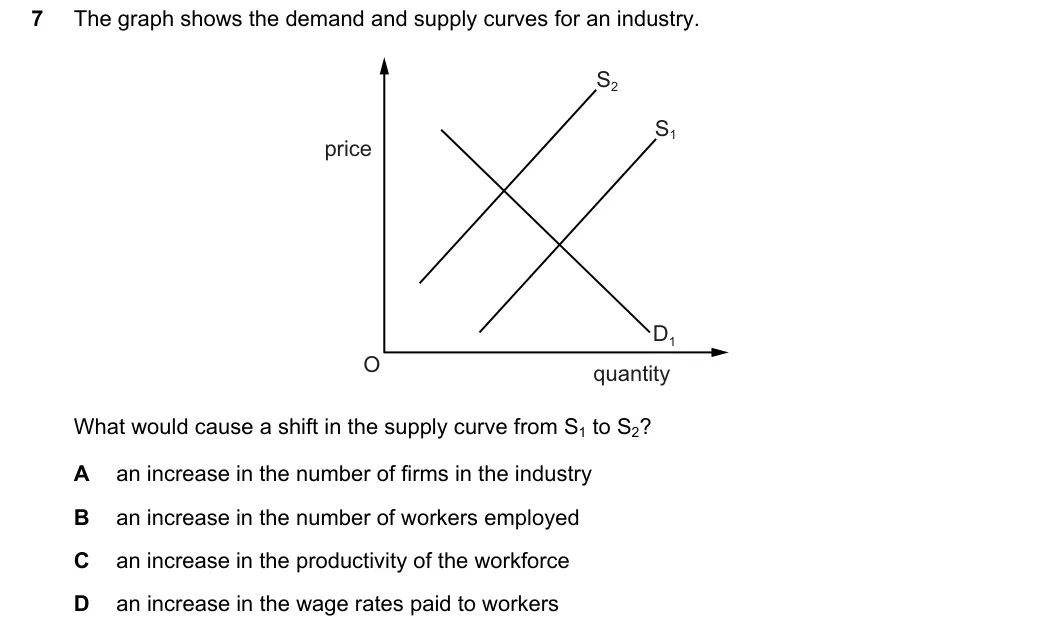 7 The graph shows the demand and supply curves for an industry.
S₂
S₁
price
D₁
O
quantity
What would cause a shift in the supply curve from S₁ to S₂?
A an increase in the number of firms in the industry
B an increase in the number of workers employed
C an increase in the productivity of the workforce
D an increase in the wage rates paid to workers